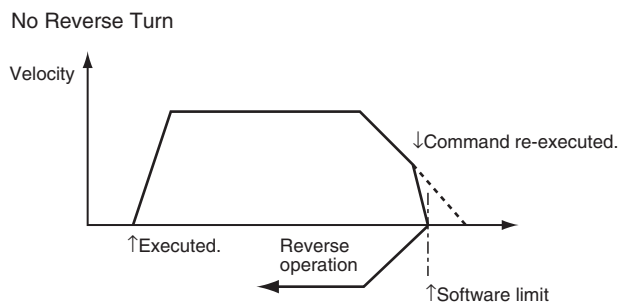 No Reverse Turn
Velocity
↓Command re-executed.
↑Executed.
Reverse
operation
↑Software limit